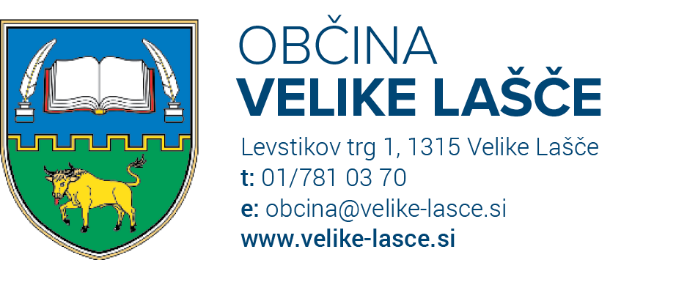 OBČINA
VELIKE LAŠČE
Levstikov trg 1, 1315 Velike Lašče
t: 01/781 03 70
e: obcina@velike-lasce.si
www.velike-lasce.si